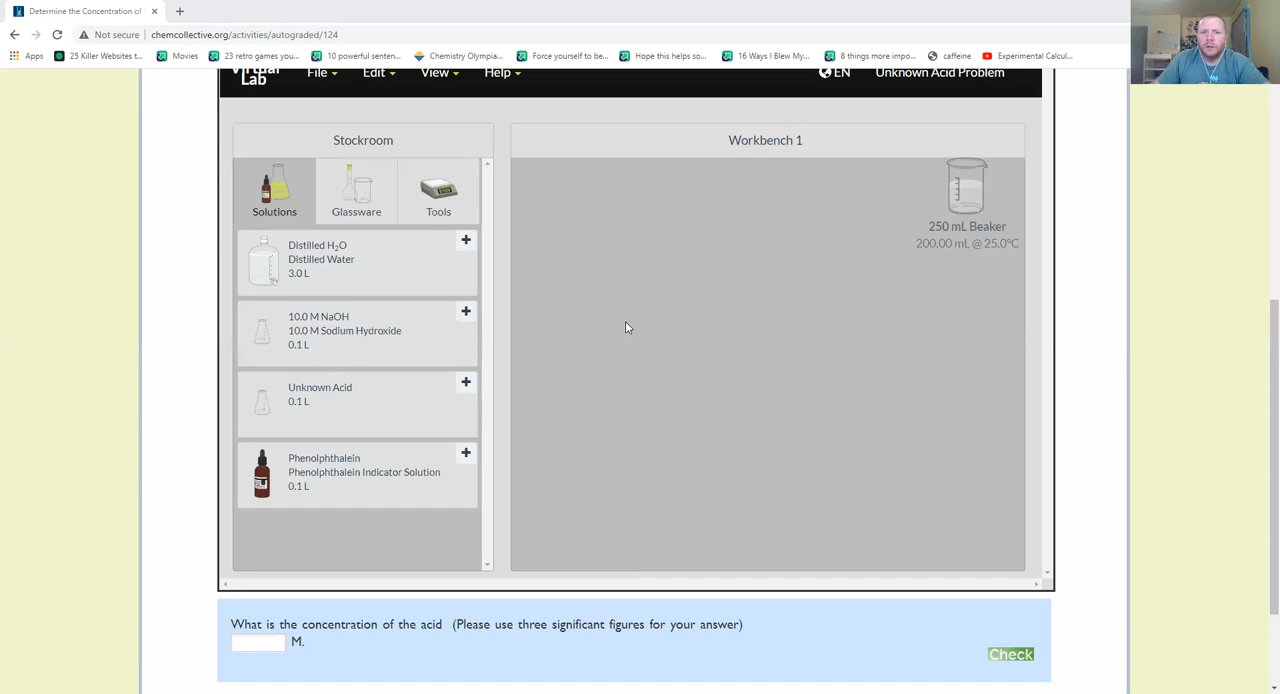 Determine the Concentration of
Not secure | chemcollective.org/activities/autograded/124
Apps 25 Killer Websites t... Movies 23 retro games you... 10 powerful senten... Chemistry Olympia... Force yourself to be... Hope this helps so... 16 Ways I Blew My... 8 things more impo... caffeine Experimental Calcul...
Virtual
Lab
File Edit View Help EN Unknown Acid Problem
Stockroom
Workbench 1
Solutions Glassware Tools
250 mL Beaker
200.00 mL @ 25.0°C
Distilled H₂O
Distilled Water
3.0 L
10.0 M NaOH
10.0 M Sodium Hydroxide
0.1 L
Unknown Acid
0.1 L
Phenolphthalein
Phenolphthalein Indicator Solution
0.1 L
What is the concentration of the acid (Please use three significant figures for your answer)
M.
Check